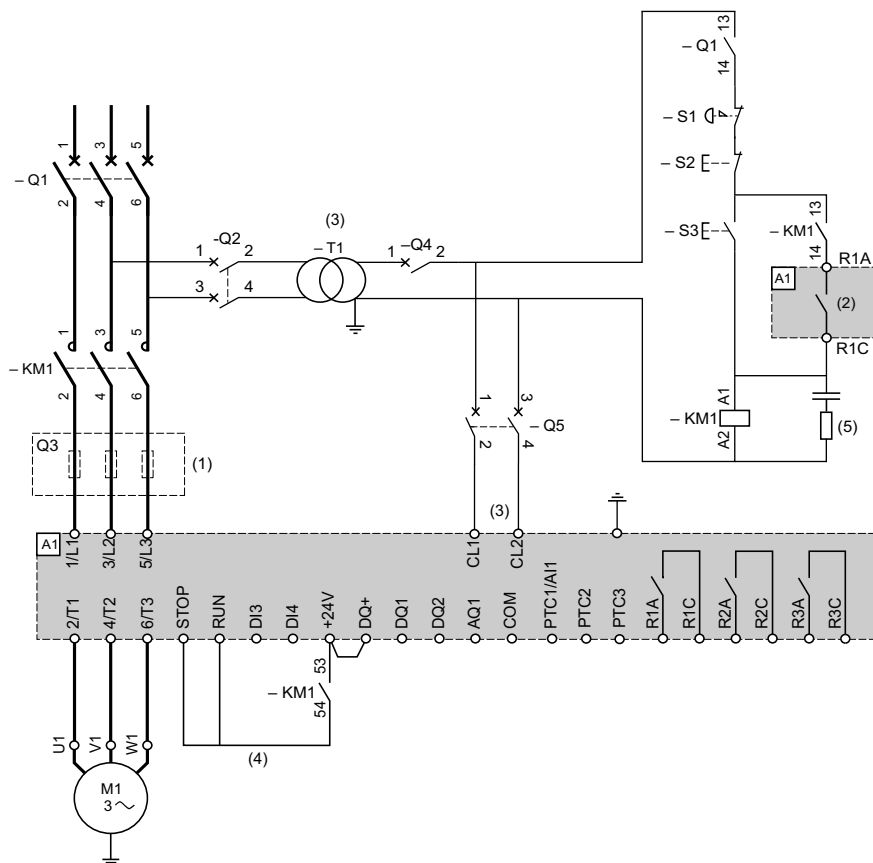 13
– Q1
14
– S1
– S2
1
3
5
– Q1
2
4
6
– S3
13
– KM1
14
R1A
A1
(2)
R1C
-Q2
1
2
3
4
(3)
– T1
–Q4
1
2
1
3
5
– KM1
2
4
6
1
3
– Q5
2
4
A1
– KM1
A2
(5)
Q3
(1)
(3)
A1
1/L1
3/L2
5/L3
CL1
CL2
2/T1
4/T2
6/T3
STOP
RUN
DI3
DI4
+24V
DQ+
DQ1
DQ2
AQ1
COM
PTC1/AI1
PTC2
PTC3
R1A
R1C
R2A
R2C
R3A
R3C
53
– KM1
54
(4)
U1
V1
W1
M1
3